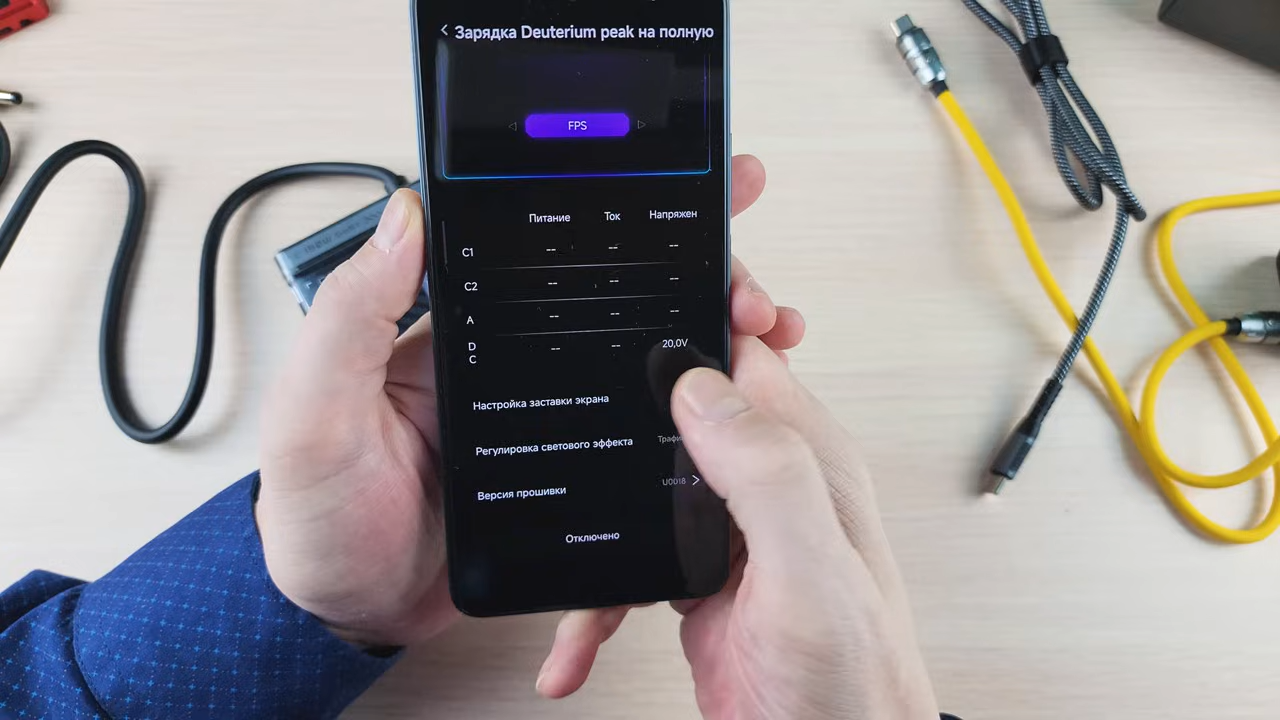 Зарядка Deuterium peak на полную
FPS
Питание Ток Напряжен
C1 -- -- --
C2 -- -- --
A -- -- --
D
C -- -- 20,0V
Настройка заставки экрана
Регулировка светового эффекта
Версия прошивки U0018
Отключено